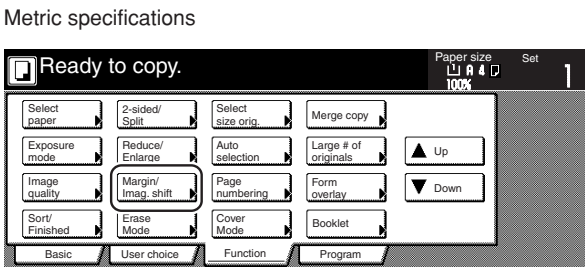 Metric specifications
Ready to copy.
Paper size
Set
A4
100%
1
Select paper
2-sided/ Split
Select size orig.
Merge copy
Exposure mode
Reduce/ Enlarge
Auto selection
Large # of originals
Up
Image quality
Margin/ Imag. shift
Page numbering
Form overlay
Down
Sort/ Finished
Erase Mode
Cover Mode
Booklet
Basic
User choice
Function
Program